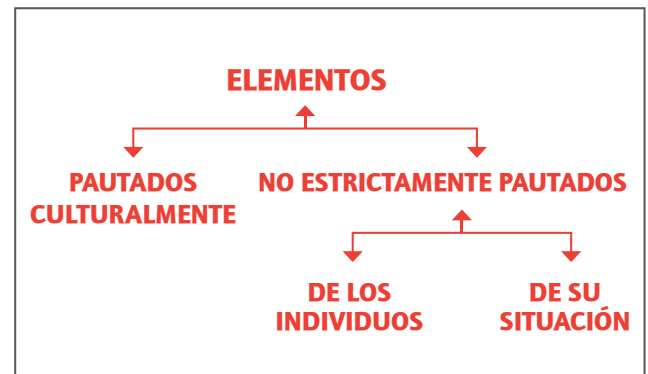 ELEMENTOS
PAUTADOS
CULTURALMENTE
NO ESTRICTAMENTE PAUTADOS
DE LOS
INDIVIDUOS
DE SU
SITUACIÓN